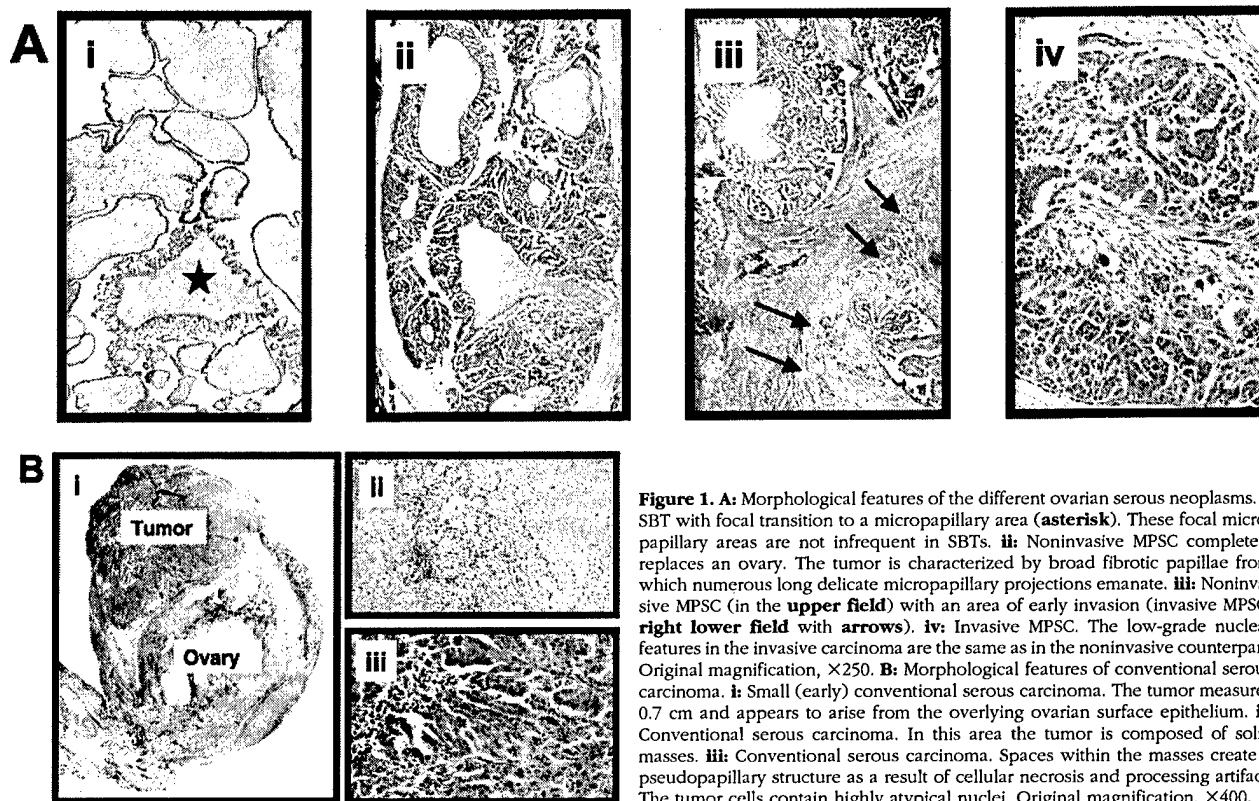 A
i
ii
iii
iv
B
i
Tumor
Ovary
ii
iii
Figure 1. A: Morphological features of the different ovarian serous neoplasms.
SBT with focal transition to a micropapillary area (asterisk). These focal micro
papillary areas are not infrequent in SBTs. ii: Noninvasive MPSC complete
replaces an ovary. The tumor is characterized by broad fibrotic papillae from
which numerous long delicate micropapillary projections emanate. iii: Noninva
sive MPSC (in the upper field) with an area of early invasion (invasive MPSC
right lower field with arrows). iv: Invasive MPSC. The low-grade nuclea
features in the invasive carcinoma are the same as in the noninvasive counterpar
Original magnification, ×250. B: Morphological features of conventional serou
carcinoma. i: Small (early) conventional serous carcinoma. The tumor measure
0.7 cm and appears to arise from the overlying ovarian surface epithelium. i
Conventional serous carcinoma. In this area the tumor is composed of soli
masses. iii: Conventional serous carcinoma. Spaces within the masses create
pseudopapillary structure as a result of cellular necrosis and processing artifac
The tumor cells contain highly atypical nuclei. Original magnification, ×400.